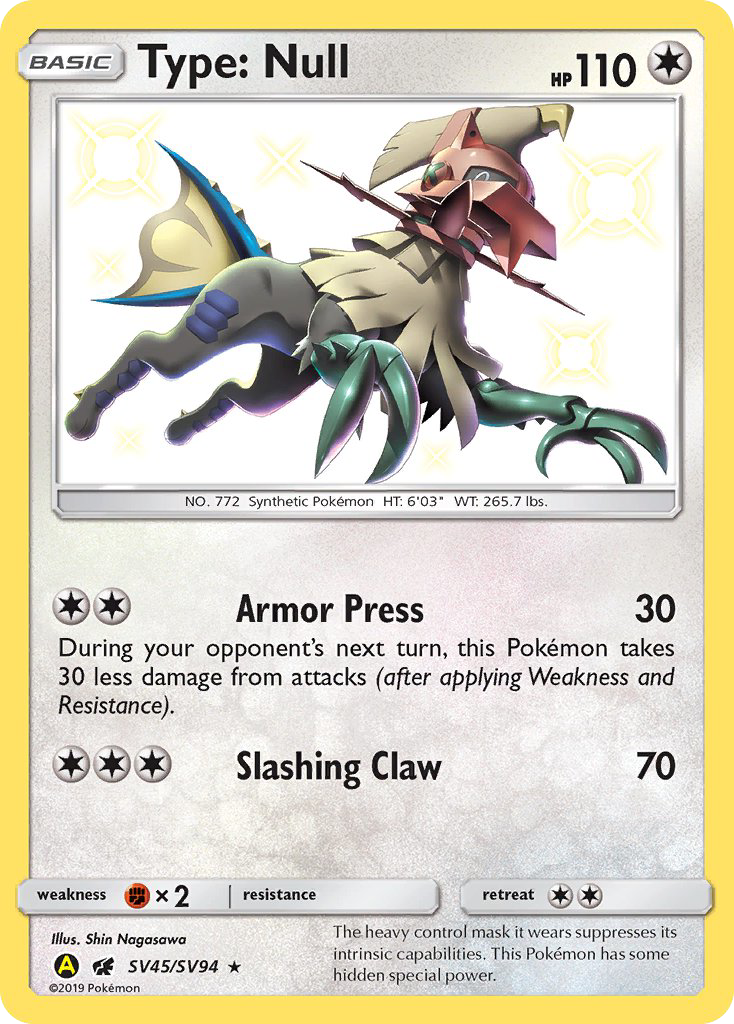 BASIC Type: Null HP 110
NO. 772 Synthetic Pokémon HT: 6'03" WT: 265.7 lbs.
Armor Press 30
During your opponent's next turn, this Pokémon takes
30 less damage from attacks (after applying Weakness and
Resistance).
Slashing Claw 70
weakness × 2 resistance retreat
Illus. Shin Nagasawa
A SV45/SV94 ★
©2019 Pokémon
The heavy control mask it wears suppresses its
intrinsic capabilities. This Pokémon has some
hidden special power.